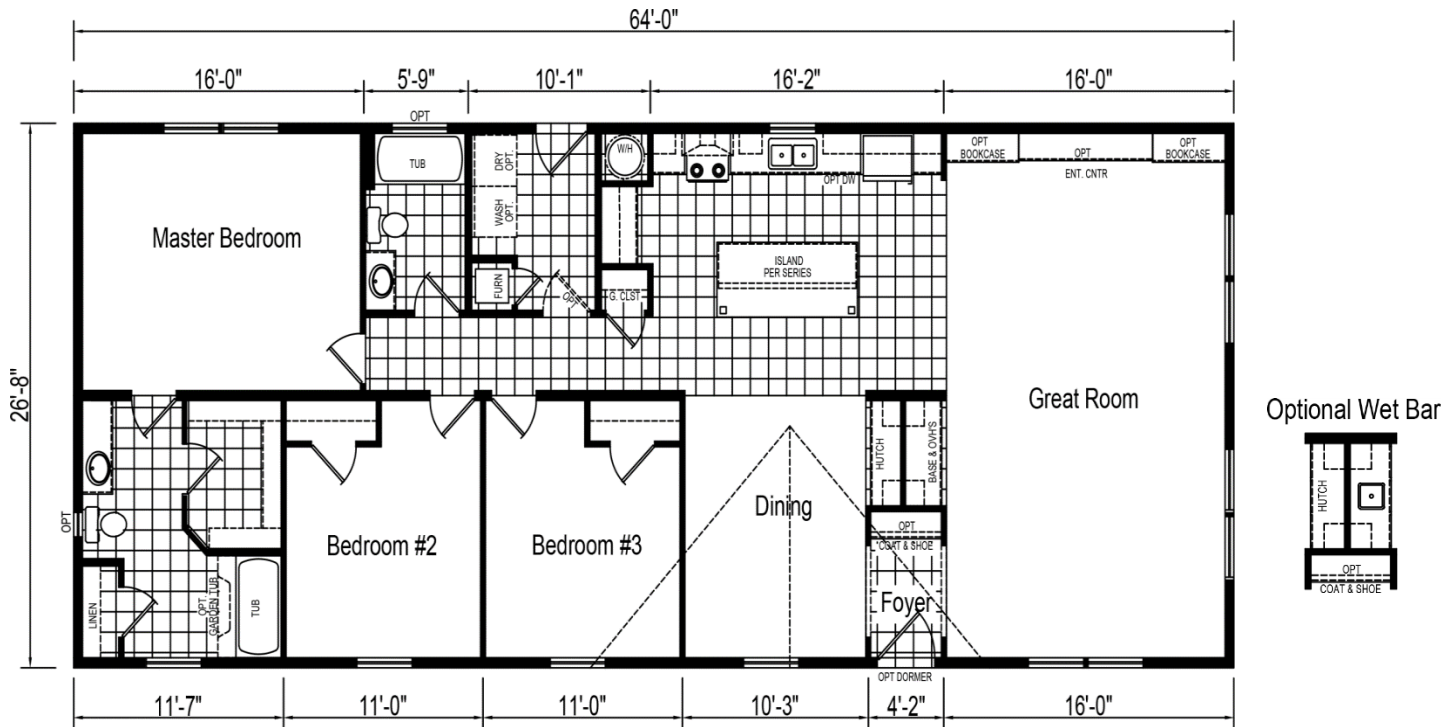 64'-0"
16'-0"
5'-9"
10'-1"
16'-2"
16'-0"
26'-8"
OPT
TUB
DRY
OPT.
WASH
OPT.
W/H
OPT DW
OPT
BOOKCASE
OPT
ENT. CNTR
OPT
BOOKCASE
Master Bedroom
ISLAND
PER SERIES
FURN
OPT
G. CLST
Great Room
Optional Wet Bar
HUTCH
OPT
COAT & SHOE
HUTCH
BASE & OVH'S
Dining
OPT
Bedroom #2
Bedroom #3
OPT
COAT & SHOE
Foyer
LINEN
OPT.
GARDEN TUB
TUB
OPT DORMER
11'-7"
11'-0"
11'-0"
10'-3"
4'-2"
16'-0"